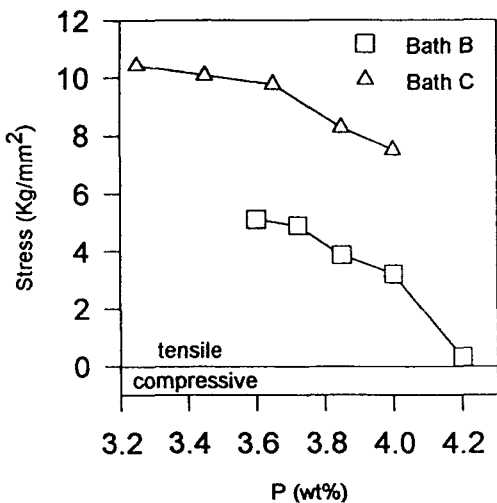 12
10
8
6
4
2
0
Stress (Kg/mm²)
Bath B
Bath C
tensile
compressive
3.2 3.4 3.6 3.8 4.0 4.2
P (wt%)